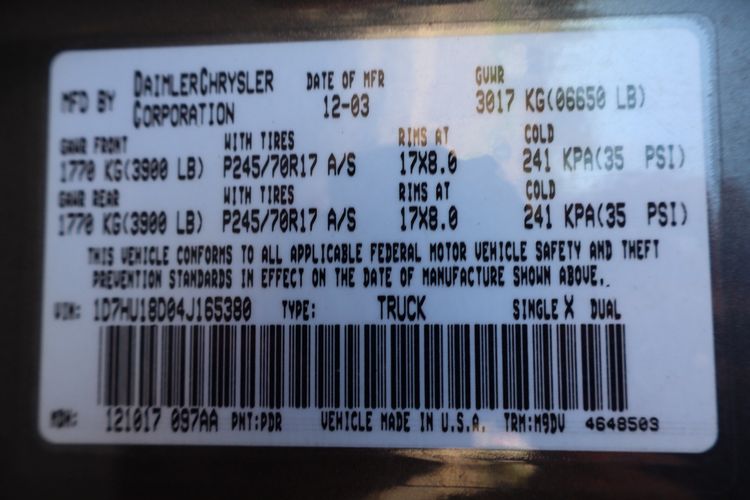 MFD BY DAIMLERCHRYSLER CORPORATION DATE OF MFR 12-03 GVWR 3017 KG(06650 LB)
GAWR FRONT WITH TIRES RIMS AT COLD
1770 KG(3900 LB) P245/70R17 A/S 17X8.0 241 KPA(35 PSI)
GAWR REAR WITH TIRES RIMS AT COLD
1770 KG(3900 LB) P245/70R17 A/S 17X8.0 241 KPA(35 PSI)
THIS VEHICLE CONFORMS TO ALL APPLICABLE FEDERAL MOTOR VEHICLE SAFETY AND THEFT
PREVENTION STANDARDS IN EFFECT ON THE DATE OF MANUFACTURE SHOWN ABOVE.
VIN: 1D7HU18D04J165380 TYPE: TRUCK SINGLE X DUAL
MDH: 121017 097AA PNT:PDR VEHICLE MADE IN U.S.A. TRM:M9DV 4648503